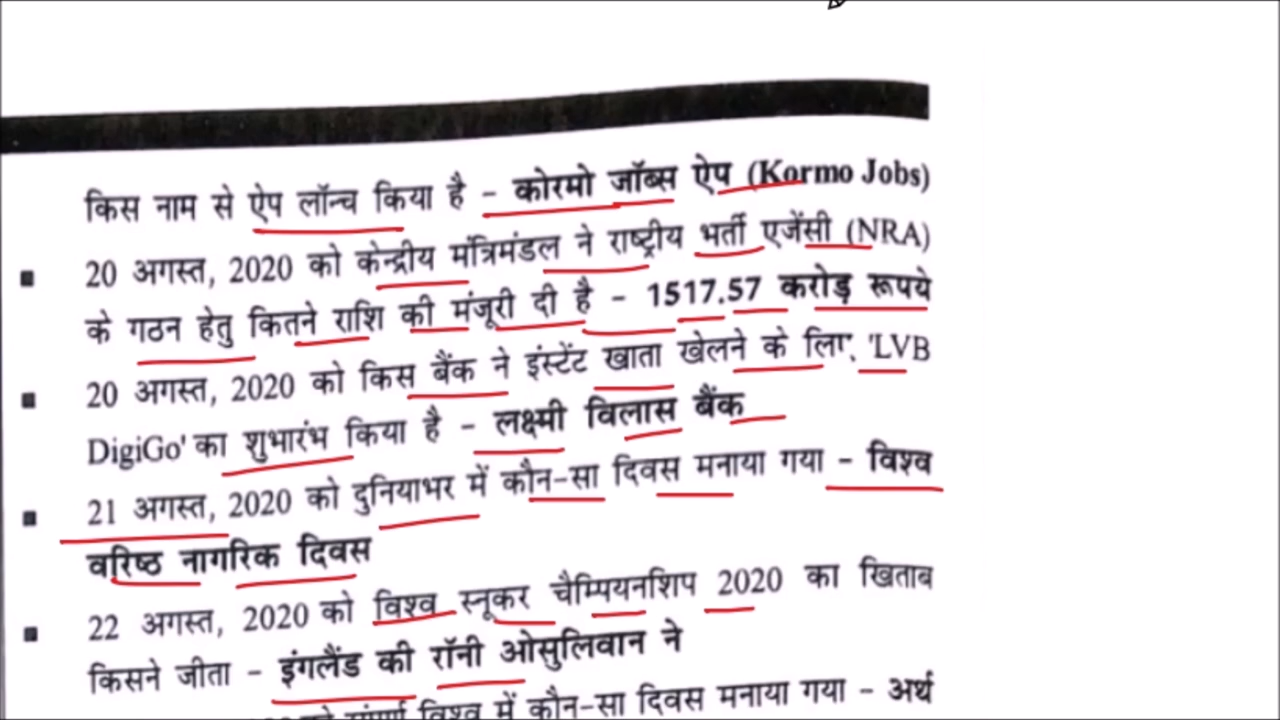 किस नाम से ऐप लॉन्च किया है - कोरमो जॉब्स ऐप (Kormo Jobs)
▪ 20 अगस्त, 2020 को केन्द्रीय मंत्रिमंडल ने राष्ट्रीय भर्ती एजेंसी (NRA)
के गठन हेतु कितने राशि की मंजूरी दी है - 1517.57 करोड़ रूपये
▪ 20 अगस्त, 2020 को किस बैंक ने इंस्टेंट खाता खेलने के 'LVB
DigiGo' का शुभारंभ किया है - लक्ष्मी विलास बैंक
▪ 21 अगस्त, 2020 को दुनियाभर में कौन-सा दिवस मनाया गया - विश्व
वरिष्ठ नागरिक दिवस
▪ 22 अगस्त, 2020 को विश्व स्नूकर चैम्पियनशिप 2020 का खिताब
किसने जीता - इंगलैंड की रॉनी ओसुलिवान ने
को संपूर्ण विश्व में कौन-सा दिवस मनाया गया - अर्थ